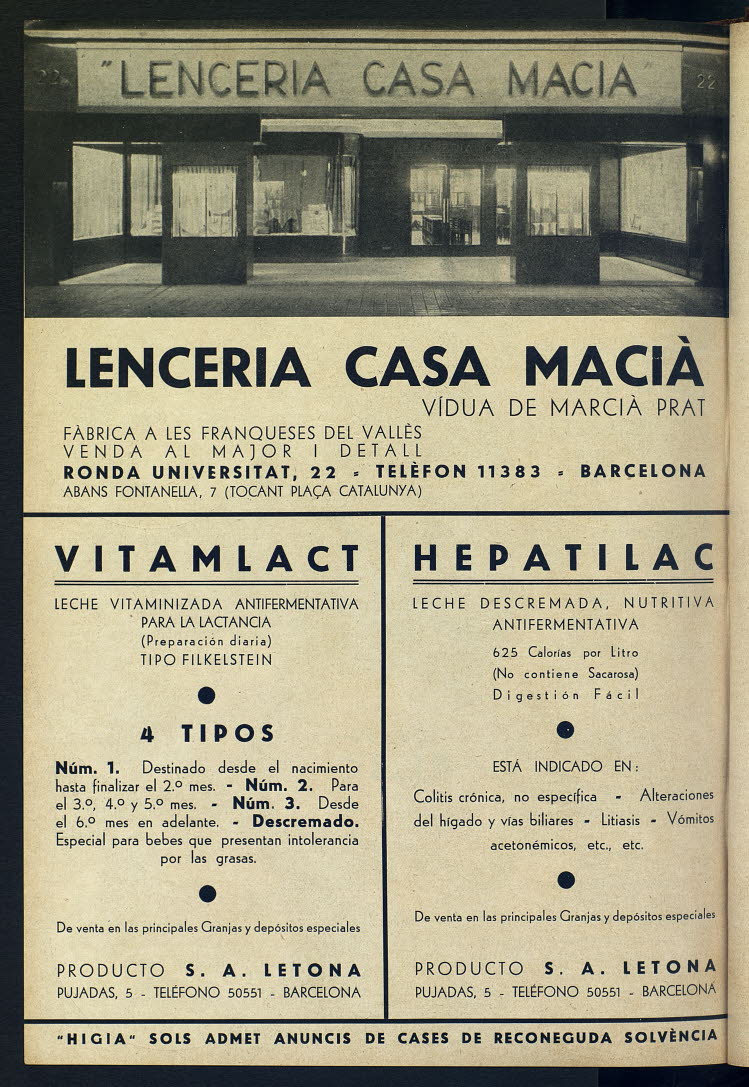 22 "LENCERIA CASA MACIA" 22
LENCERIA CASA MACIÀ
VÍDUA DE MARCIÀ PRAT
FÀBRICA A LES FRANQUESES DEL VALLÈS
VENDA AL MAJOR I DETALL
RONDA UNIVERSITAT, 22 - TELÈFON 11383 - BARCELONA
ABANS FONTANELLA, 7 (TOCANT PLAÇA CATALUNYA)
VITAMLACT
LECHE VITAMINIZADA ANTIFERMENTATIVA
PARA LA LACTANCIA
(Preparación diaria)
TIPO FILKELSTEIN
4 TIPOS
Núm. 1. Destinado desde el nacimiento
hasta finalizar el 2.º mes. - Núm. 2. Para
el 3.º, 4.º y 5.º mes. - Núm. 3. Desde
el 6.º mes en adelante. - Descremado.
Especial para bebes que presentan intolerancia
por las grasas.
De venta en las principales Granjas y depósitos especiales
PRODUCTO S. A. LETONA
PUJADAS, 5 - TELÉFONO 50551 - BARCELONA
HEPATILAC
LECHE DESCREMADA, NUTRITIVA
ANTIFERMENTATIVA
625 Calorías por Litro
(No contiene Sacarosa)
Digestión Fácil
ESTÁ INDICADO EN:
Colitis crónica, no específica - Alteraciones
del hígado y vías biliares - Litiasis - Vómitos
acetonémicos, etc., etc.
De venta en las principales Granjas y depósitos especiales
PRODUCTO S. A. LETONA
PUJADAS, 5 - TELÉFONO 50551 - BARCELONA
"HIGIA" SOLS ADMET ANUNCIS DE CASES DE RECONEGUDA SOLVÈNCIA